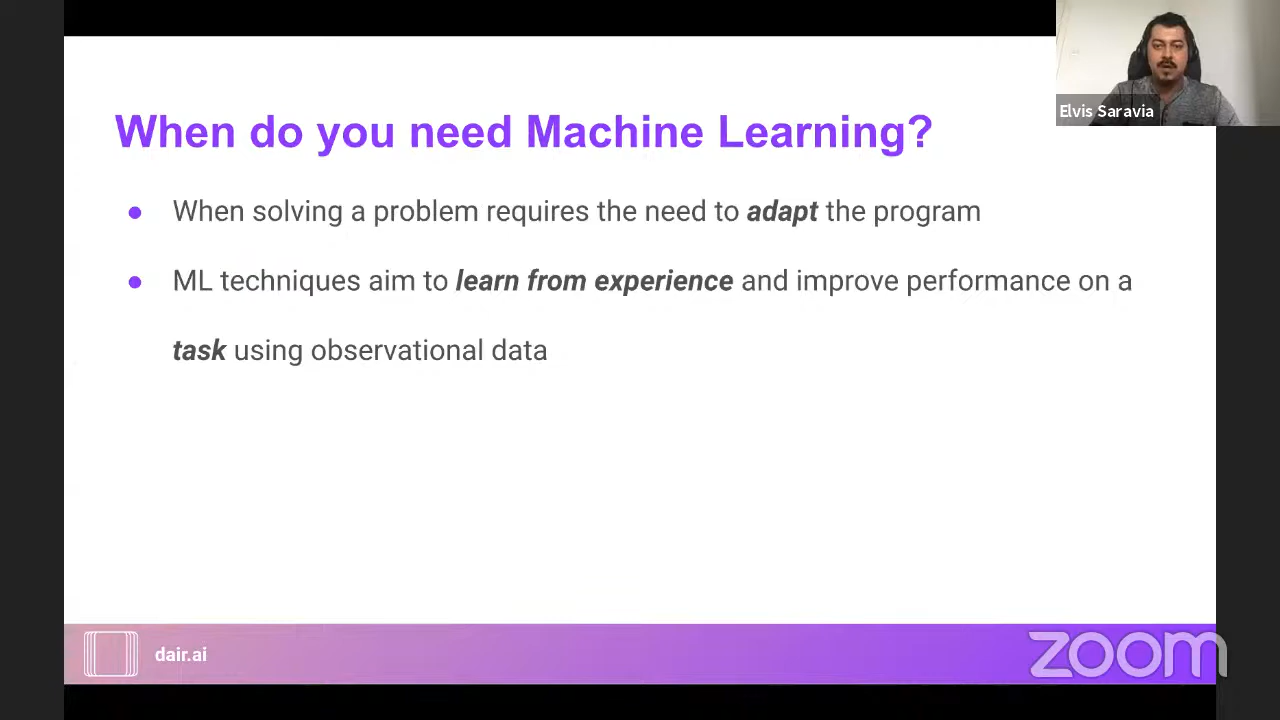 Elvis Saravia
When do you need Machine Learning?
● When solving a problem requires the need to adapt the program
● ML techniques aim to learn from experience and improve performance on a
task using observational data
dair.ai
zoom